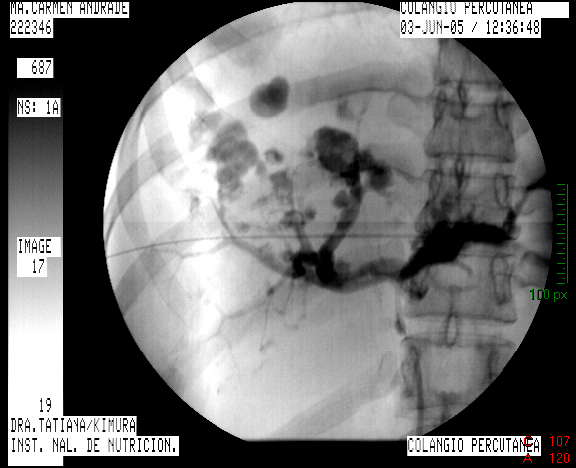 MA.CARMEN ANDRADE
222346
COLANGIO PERCUTANEA
03-JUN-05 / 12:36:48
687
NS: 1A
IMAGE
17
100 px
19
DRA.TATIANA/KIMURA
INST. NAL. DE NUTRICION.
COLANGIO PERCUTANEA
C 107
A 120